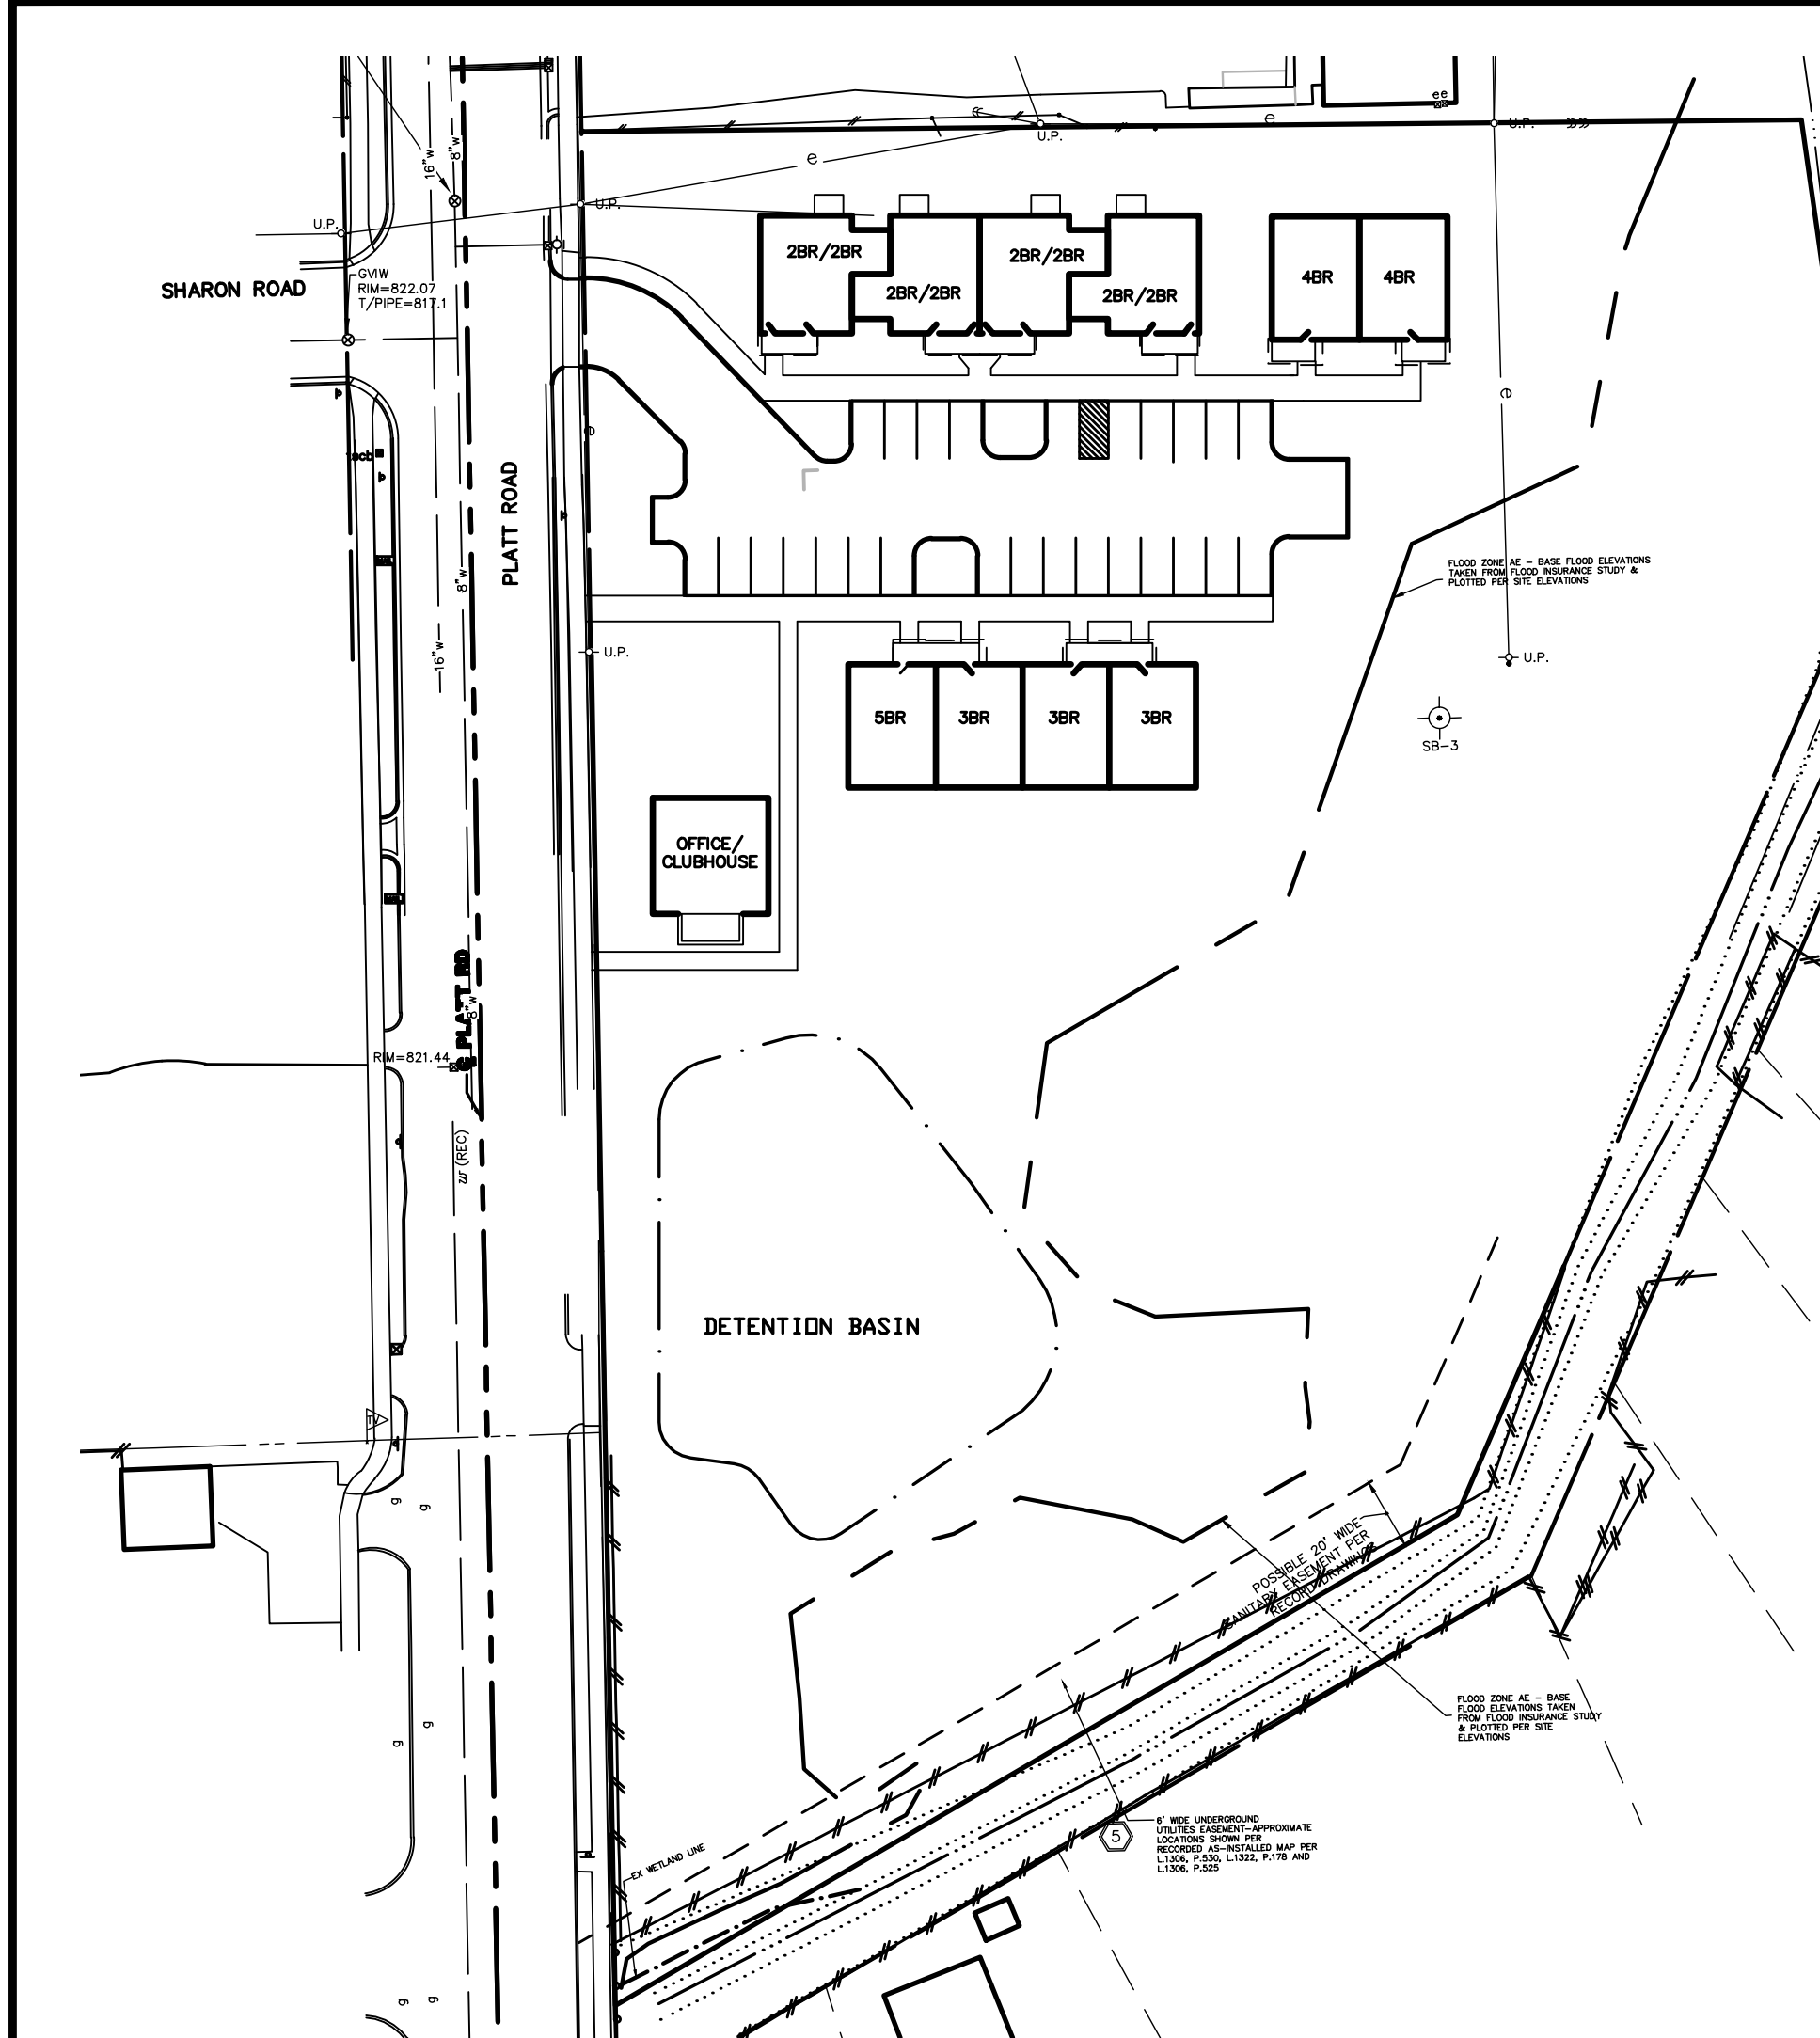 ee
e
e
U.P.
U.P.
16"w
8"w
e
U.P.
U.P.
SHARON ROAD
GVIW
RIM=822.07
T/PIPE=817.1
2BR/2BR
2BR/2BR
2BR/2BR
2BR/2BR
4BR
4BR
e
e
PLATT ROAD
8"w
16"w
U.P.
FLOOD ZONE AE - BASE FLOOD ELEVATIONS
TAKEN FROM FLOOD INSURANCE STUDY &
PLOTTED PER SITE ELEVATIONS
U.P.
SB-3
5BR
3BR
3BR
3BR
OFFICE/
CLUBHOUSE
PLATT RD
8"w
RIM=821.44
w (REC)
DETENTION BASIN
TV
g
g
POSSIBLE 20' WIDE
SANITARY EASEMENT PER
RECORD DRAWINGS
FLOOD ZONE AE - BASE
FLOOD ELEVATIONS TAKEN
FROM FLOOD INSURANCE STUDY
& PLOTTED PER SITE
ELEVATIONS
g
g
5
6' WIDE UNDERGROUND
UTILITIES EASEMENT-APPROXIMATE
LOCATIONS SHOWN PER
RECORDED AS-INSTALLED MAP PER
L.1306, P.530, L.1322, P.178 AND
L.1306, P.525
EX WETLAND LINE
g
g